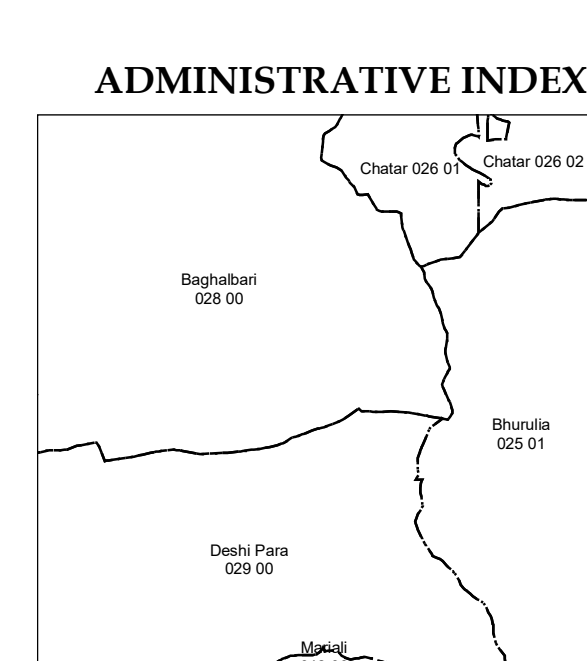 ADMINISTRATIVE INDEX
Chatar 026 01
Chatar 026 02
Baghalbari
028 00
Bhurulia
025 01
Deshi Para
029 00
Mariali